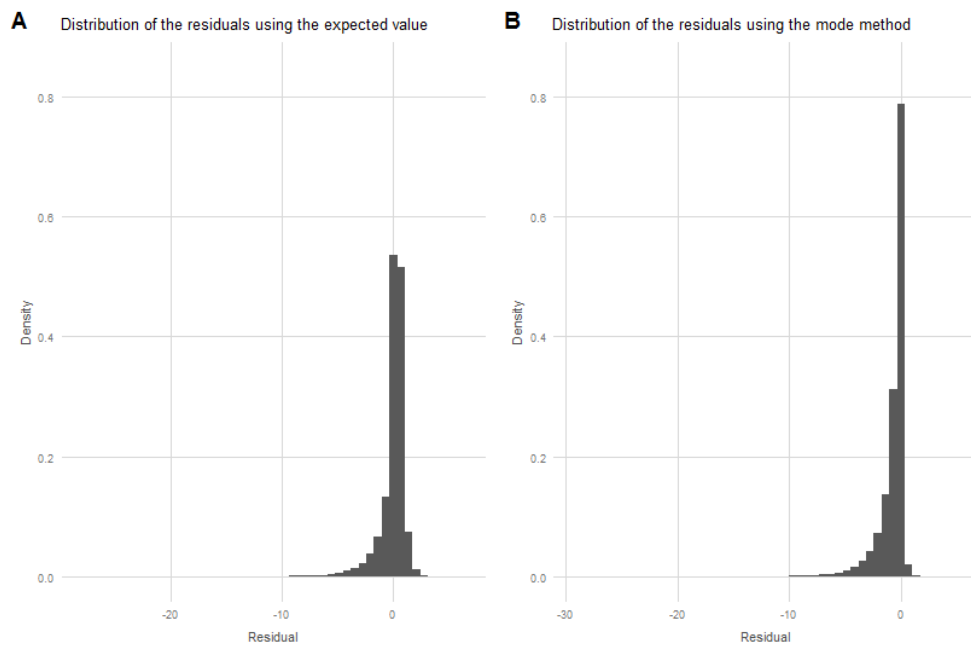 A Distribution of the residuals using the expected value
0.8
0.6
0.4
0.2
0.0
Density
-20 -10 0
Residual
B Distribution of the residuals using the mode method
0.8
0.6
0.4
0.2
0.0
Density
-30 -20 -10 0
Residual